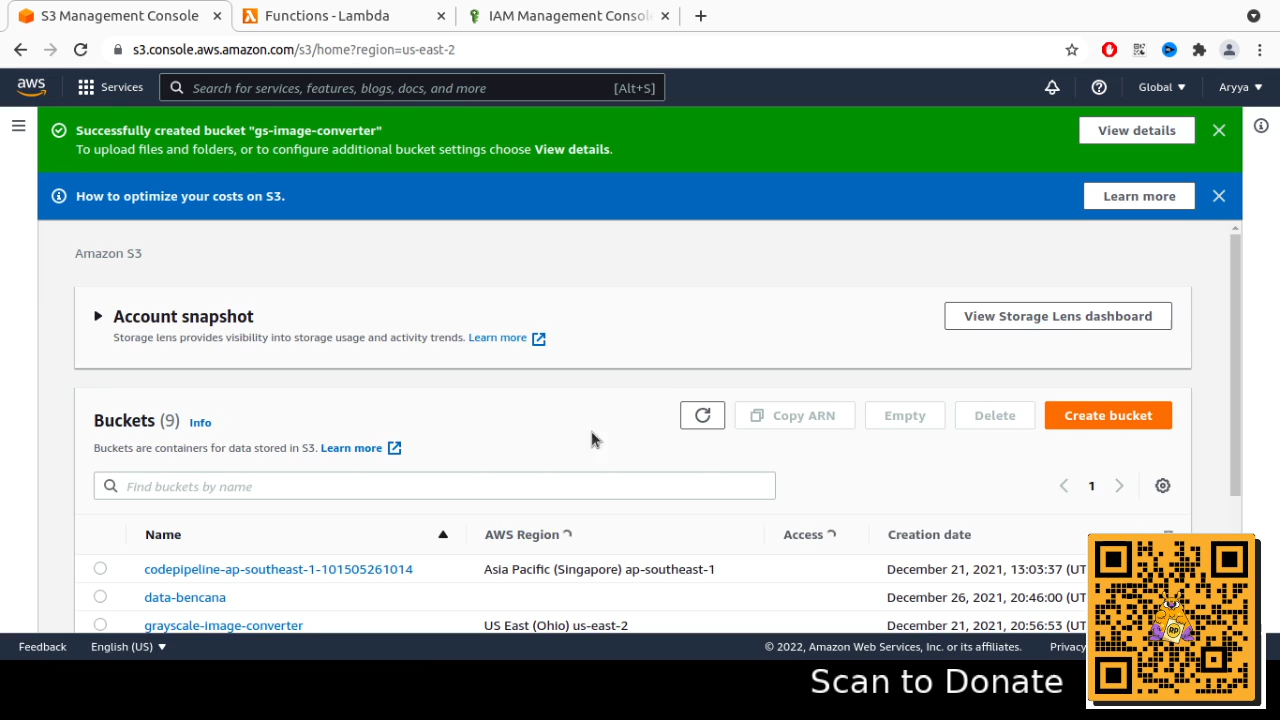 S3 Management Console
Functions - Lambda
IAM Management Consol
s3.console.aws.amazon.com/s3/home?region=us-east-2
aws
Services
Search for services, features, blogs, docs, and more
[Alt+S]
Global
Aryya
Successfully created bucket "gs-image-converter"
To upload files and folders, or to configure additional bucket settings choose View details.
View details
How to optimize your costs on S3.
Learn more
Amazon S3
Account snapshot
Storage lens provides visibility into storage usage and activity trends. Learn more
View Storage Lens dashboard
Buckets (9) Info
Buckets are containers for data stored in S3. Learn more
Copy ARN
Empty
Delete
Create bucket
Find buckets by name
1
Name
AWS Region
Access
Creation date
codepipeline-ap-southeast-1-101505261014
Asia Pacific (Singapore) ap-southeast-1
December 21, 2021, 13:03:37 (UT
data-bencana
December 26, 2021, 20:46:00 (UT
grayscale-image-converter
US East (Ohio) us-east-2
December 21, 2021, 20:56:53 (UT
Feedback
English (US)
© 2022, Amazon Web Services, Inc. or its affiliates.
Privacy
Scan to Donate
RP